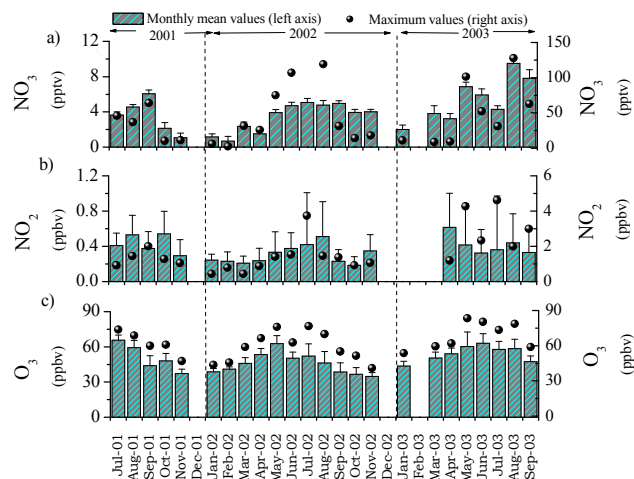 Monthly mean values (left axis) Maximum values (right axis)
a) 2001 2002 2003
12 8 4 0
NO3 (pptv)
150 125 100 75 50 25 0
NO3 (pptv)
b)
1.2 0.8 0.4 0.0
NO2 (ppbv)
6 4 2 0
NO2 (ppbv)
c)
90 60 30 0
O3 (ppbv)
90 60 30 0
O3 (ppbv)
Jul-01 Aug-01 Sep-01 Oct-01 Nov-01 Dec-01 Jan-02 Feb-02 Mar-02 Apr-02 May-02 Jun-02 Jul-02 Aug-02 Sep-02 Oct-02 Nov-02 Dec-02 Jan-03 Feb-03 Mar-03 Apr-03 May-03 Jun-03 Jul-03 Aug-03 Sep-03